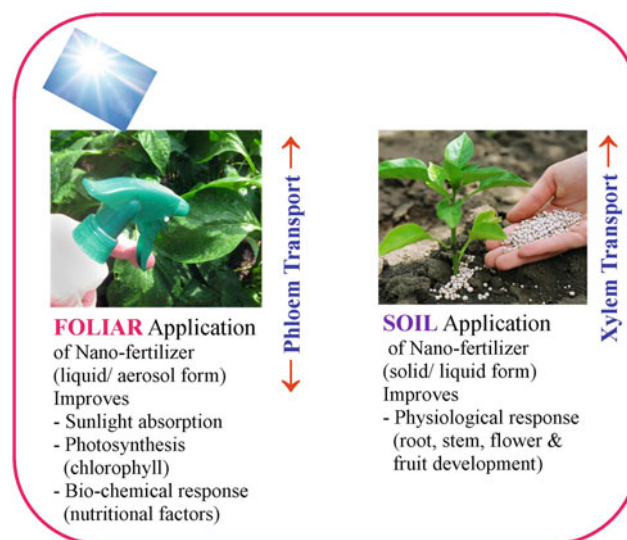 Phloem Transport
FOLIAR Application
of Nano-fertilizer
(liquid/ aerosol form)
Improves
- Sunlight absorption
- Photosynthesis
(chlorophyll)
- Bio-chemical response
(nutritional factors)
Xylem Transport
SOIL Application
of Nano-fertilizer
(solid/ liquid form)
Improves
- Physiological response
(root, stem, flower &
fruit development)